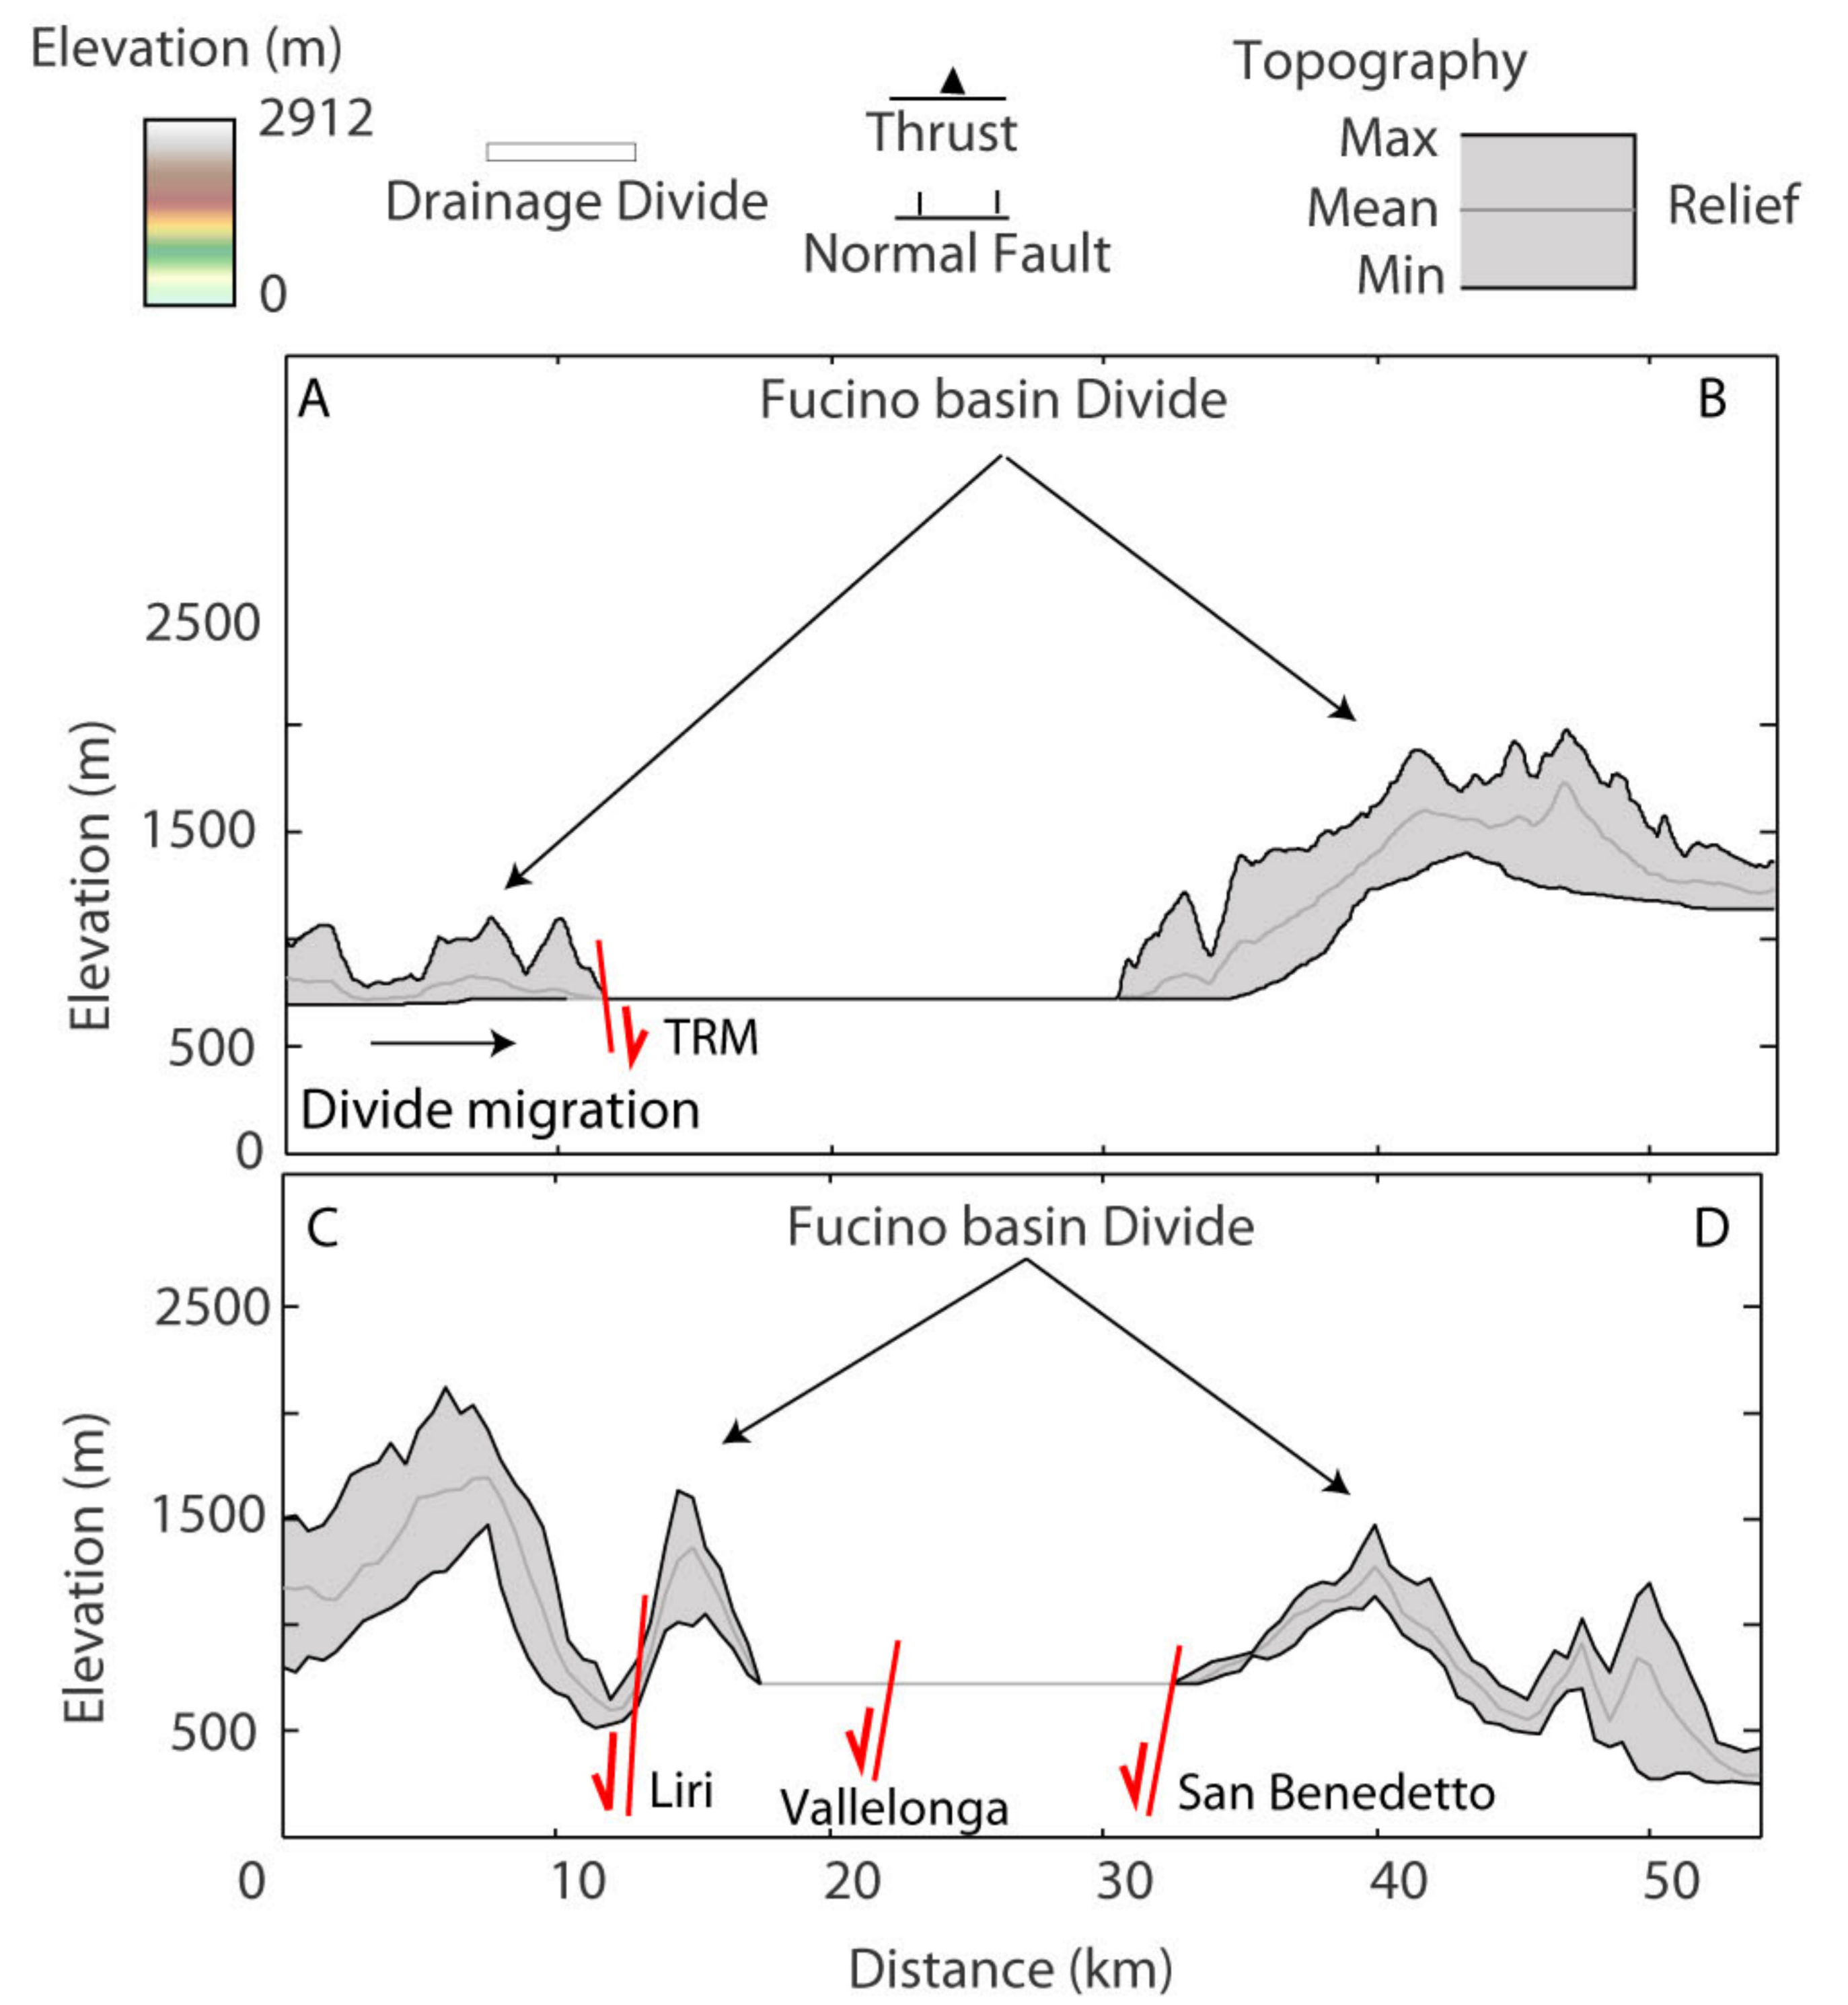 Elevation (m)
2912
0
Drainage Divide
Thrust
Normal Fault
Topography
Max
Mean
Min
Relief
A
Fucino basin Divide
B
2500
1500
500
0
Elevation (m)
TRM
Divide migration
C
Fucino basin Divide
D
2500
1500
500
Elevation (m)
Liri
Vallelonga
San Benedetto
0 10 20 30 40 50
Distance (km)